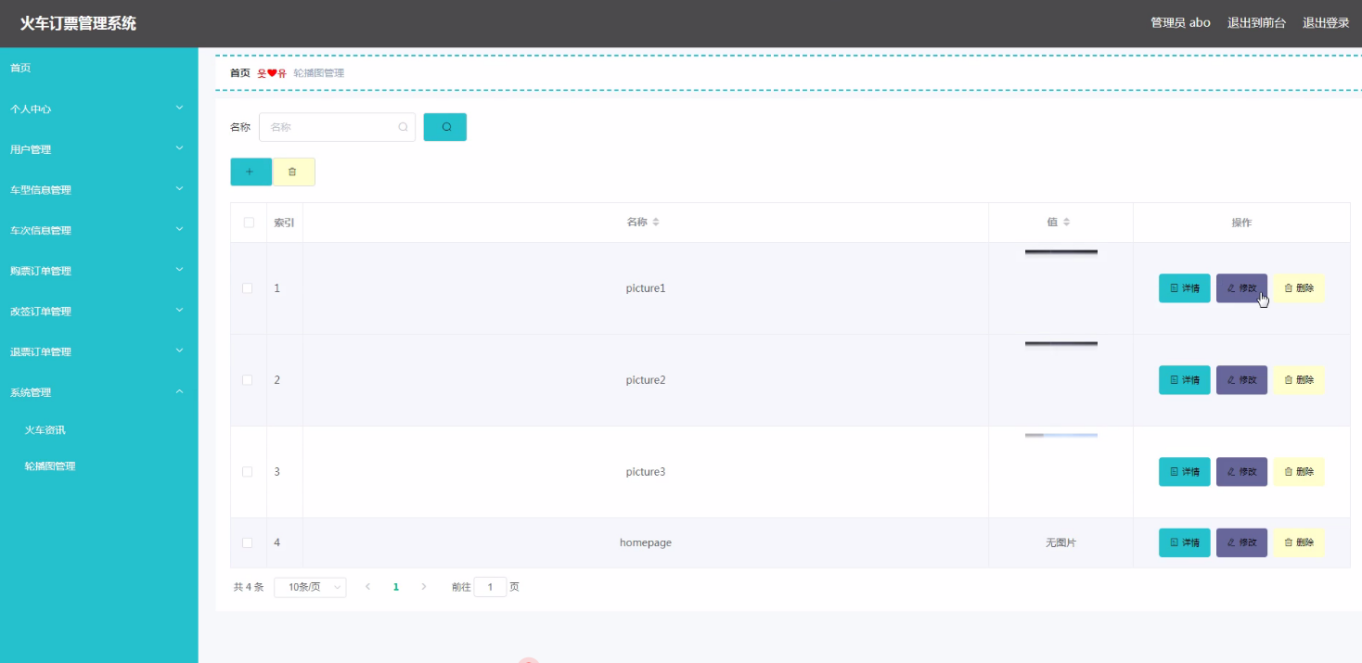 火车订票管理系统
管理员 abo 退出到前台 退出登录
首页
个人中心
用户管理
车型信息管理
车次信息管理
购票订单管理
改签订单管理
退票订单管理
系统管理
火车资讯
轮播图管理
首页 웃❤유 轮播图管理
名称 名称
索引 名称 值 操作
1 picture1 详情 修改 删除
2 picture2 详情 修改 删除
3 picture3 详情 修改 删除
4 homepage 无图片 详情 修改 删除
共 4 条 10条/页 1 前往 1 页